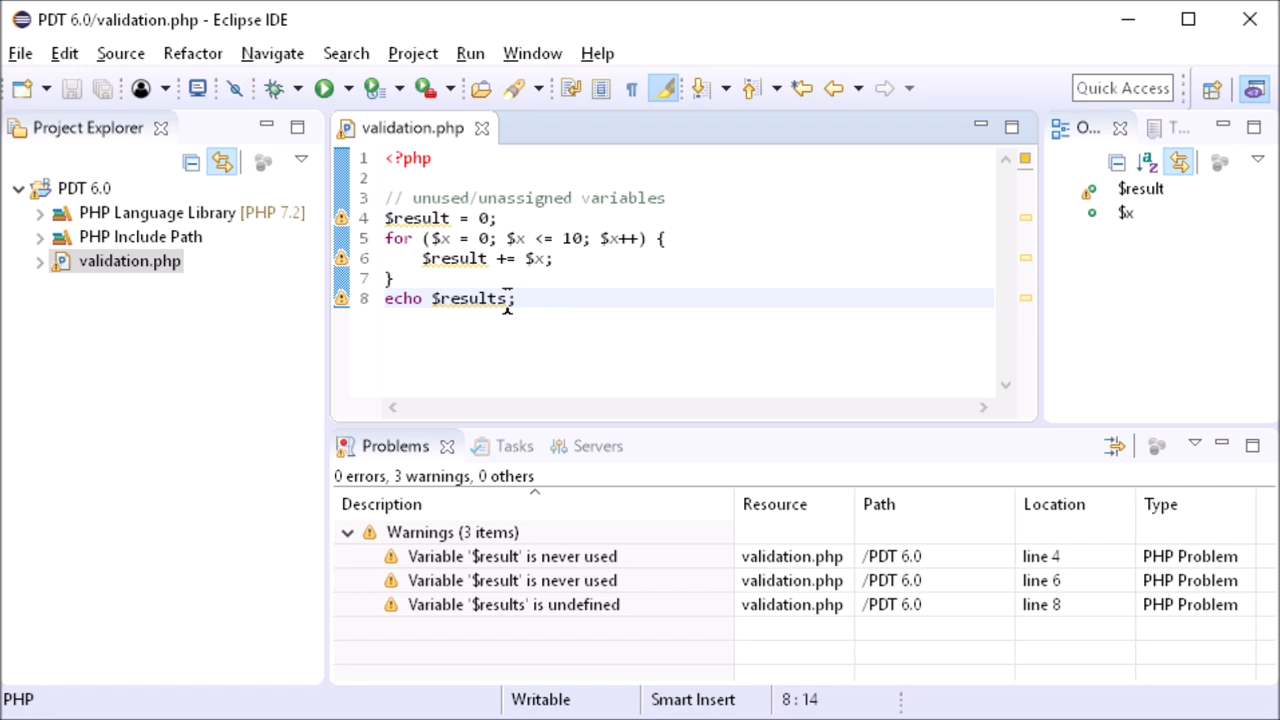 PDT 6.0/validation.php - Eclipse IDE
File Edit Source Refactor Navigate Search Project Run Window Help
Quick Access
Project Explorer
PDT 6.0
PHP Language Library [PHP 7.2]
PHP Include Path
validation.php
validation.php
1 <?php
2
3 // unused/unassigned variables
4 $result = 0;
5 for ($x = 0; $x <= 10; $x++) {
6 $result += $x;
7 }
8 echo $results;
O... T...
$result
$x
Problems Tasks Servers
0 errors, 3 warnings, 0 others
Description Resource Path Location Type
Warnings (3 items)
Variable '$result' is never used validation.php /PDT 6.0 line 4 PHP Problem
Variable '$result' is never used validation.php /PDT 6.0 line 6 PHP Problem
Variable '$results' is undefined validation.php /PDT 6.0 line 8 PHP Problem
PHP Writable Smart Insert 8 : 14